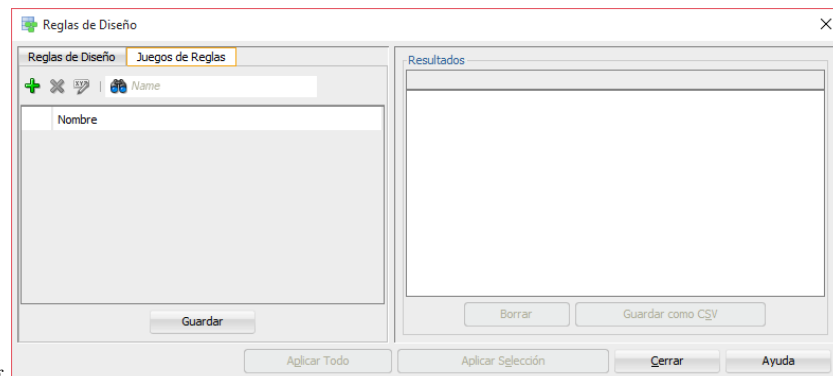 Reglas de Diseño
Reglas de Diseño Juegos de Reglas
Name
Nombre
Guardar
Resultados
Borrar Guardar como CSV
Aplicar Todo Aplicar Selección Cerrar Ayuda